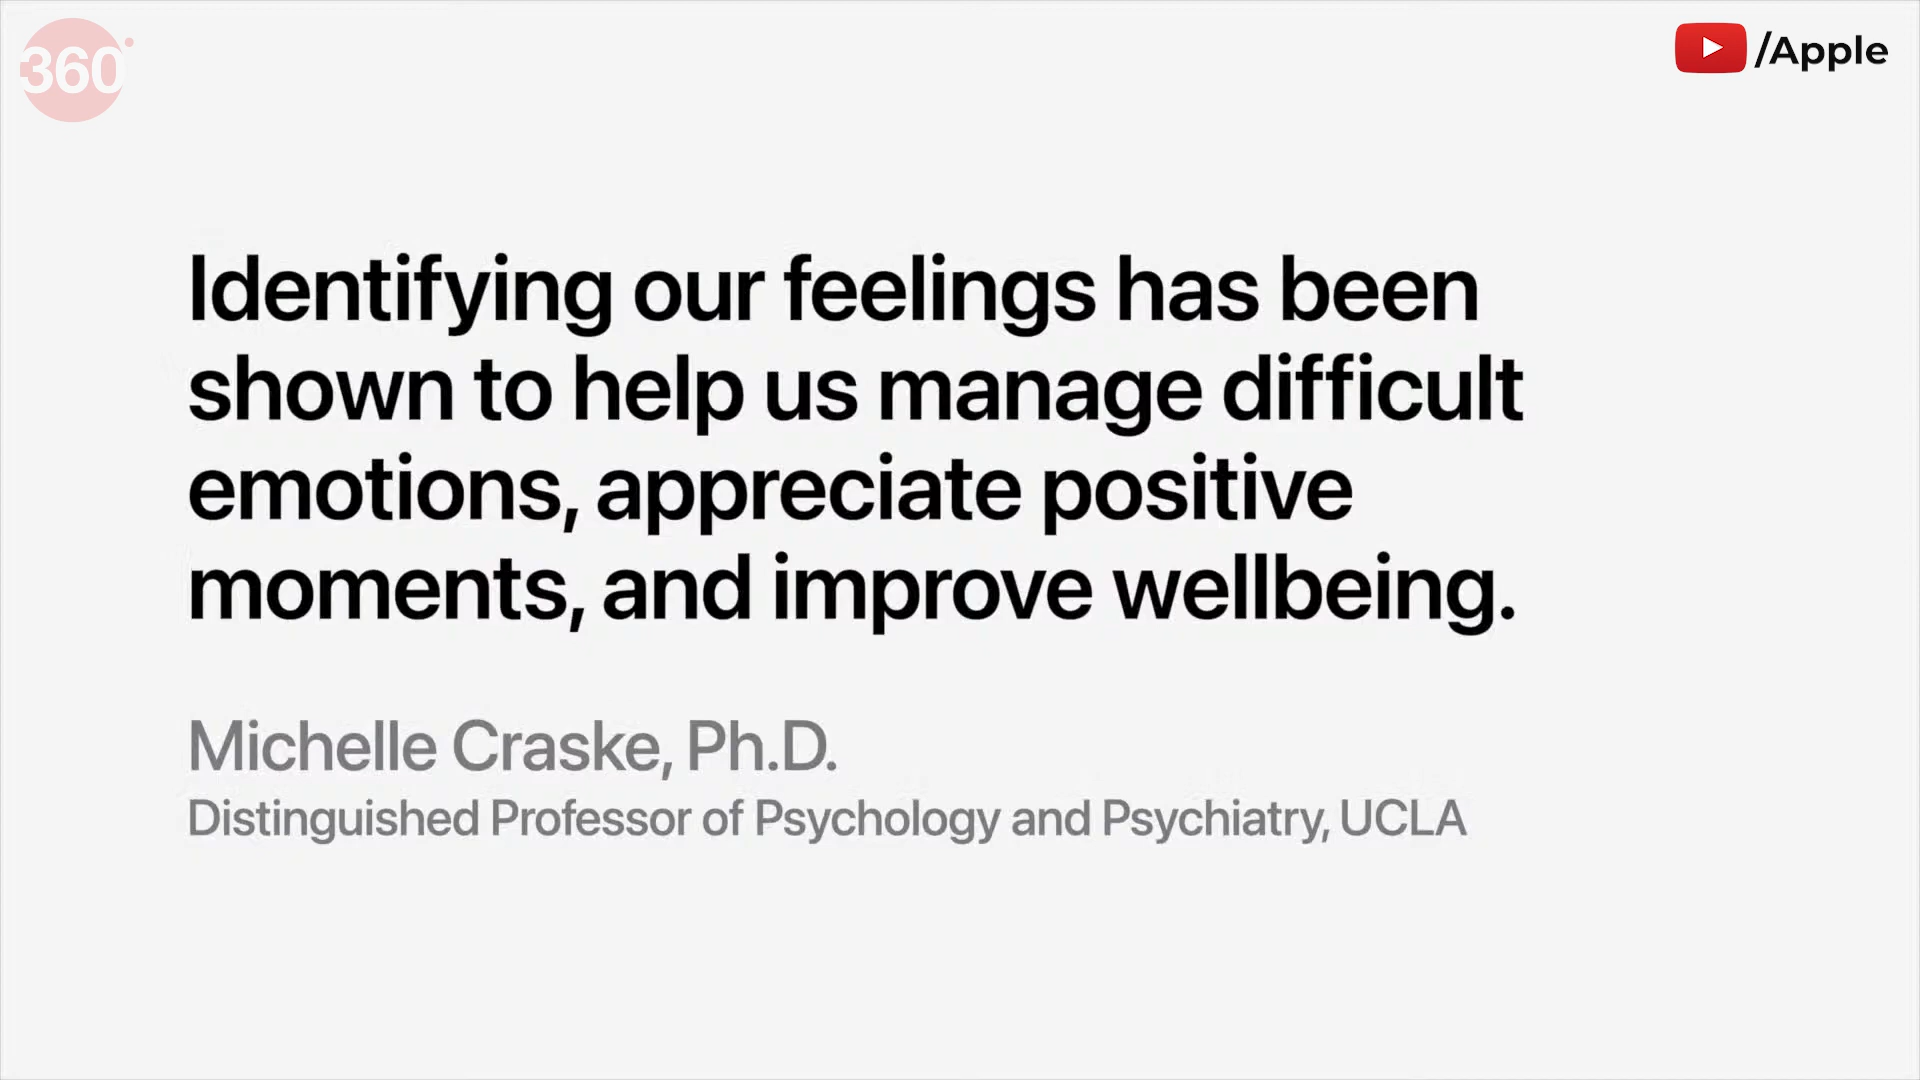 360°
/Apple
Identifying our feelings has been
shown to help us manage difficult
emotions, appreciate positive
moments, and improve wellbeing.
Michelle Craske, Ph.D.
Distinguished Professor of Psychology and Psychiatry, UCLA